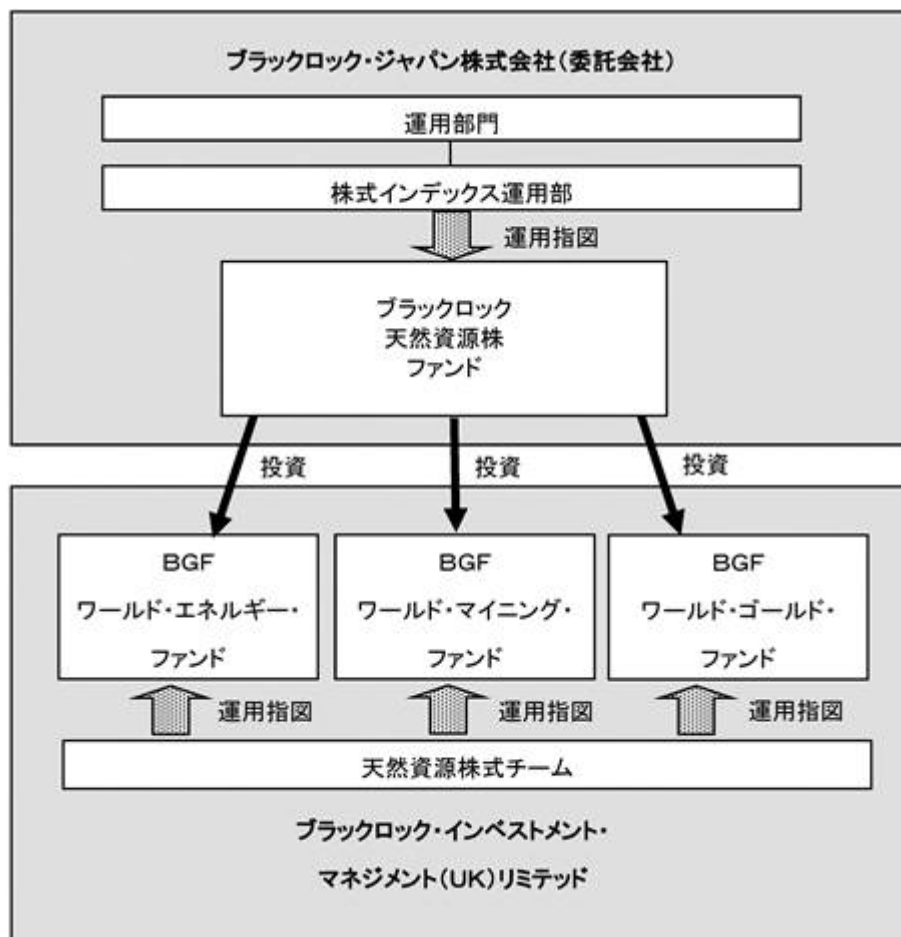 ブラックロック・ジャパン株式会社(委託会社)
運用部門
株式インデックス運用部
運用指図
ブラックロック
天然資源株
ファンド
投資
投資
投資
BGF
ワールド・エネルギー・
ファンド
BGF
ワールド・マイニング・
ファンド
BGF
ワールド・ゴールド・
ファンド
運用指図
運用指図
運用指図
天然資源株式チーム
ブラックロック・インベストメント・
マネジメント(UK)リミテッド